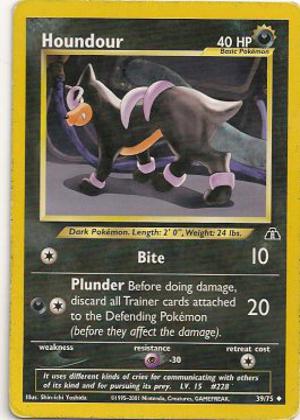 Houndour
40 HP
Basic Pokémon
Dark Pokémon. Length: 2' 0", Weight: 24 lbs.
Bite 10
Plunder Before doing damage,
discard all Trainer cards attached
to the Defending Pokémon
(before they affect the damage).
20
weakness resistance retreat cost
-30
It uses different kinds of cries for communicating with others
of its kind and for pursuing its prey. LV. 15 #228
Illus. Shin-ichi Yoshida
©1995-2001 Nintendo, Creatures, GAMEFREAK.
39/75